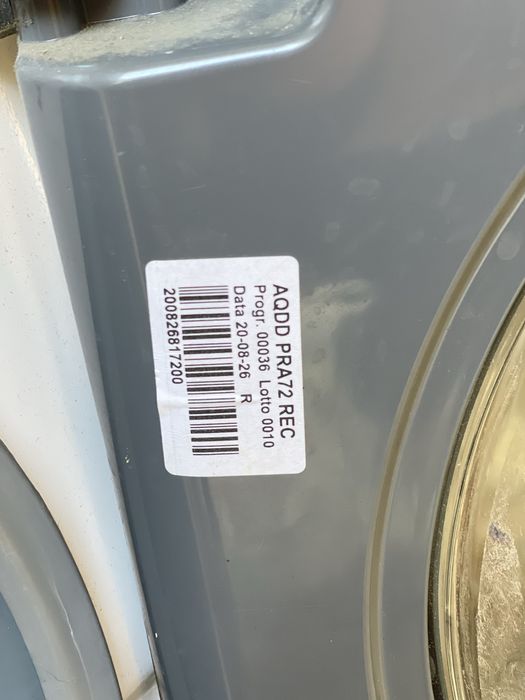 AQDD PRA72 REC
Progr. 00036 Lotto 0010
Data 20-08-26 R
200826817200